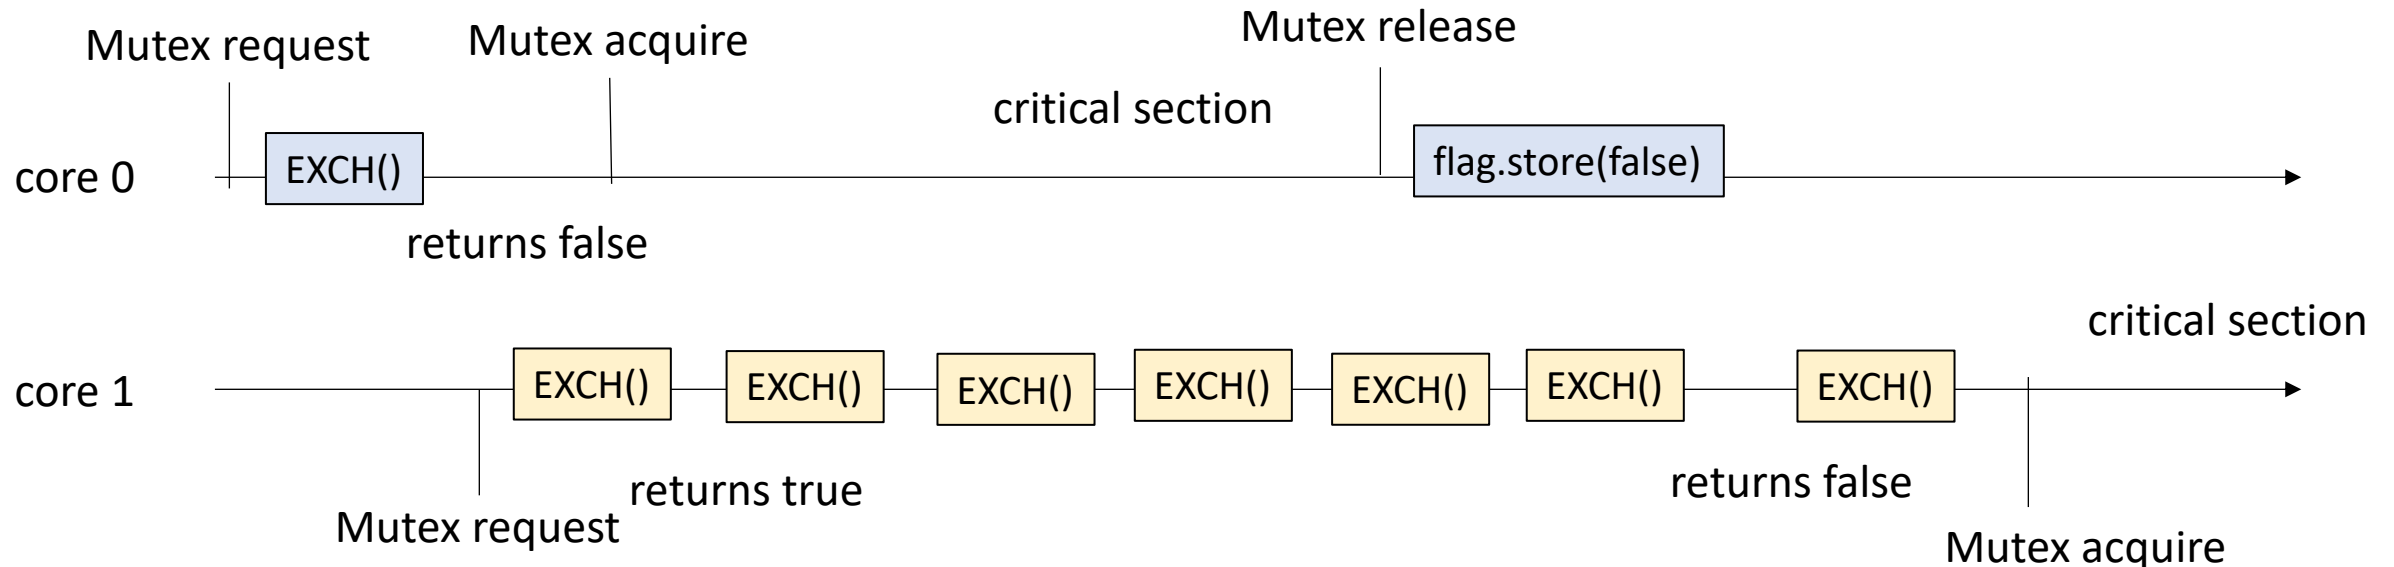 Mutex request
Mutex acquire
Mutex release
critical section
core 0
EXCH()
flag.store(false)
returns false
critical section
core 1
EXCH()
EXCH()
EXCH()
EXCH()
EXCH()
EXCH()
EXCH()
returns true
returns false
Mutex request
Mutex acquire